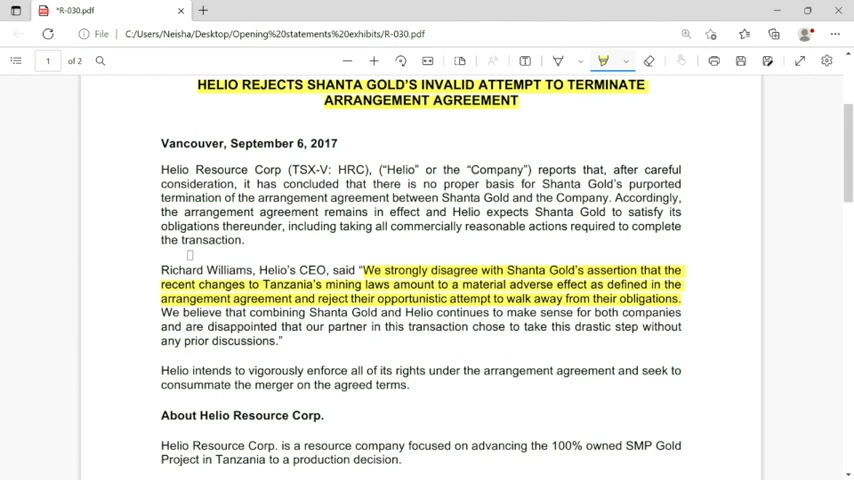 *R-030.pdf
File
C:/Users/Neisha/Desktop/Opening%20statements%20exhibits/R-030.pdf
1 of 2
HELIO REJECTS SHANTA GOLD'S INVALID ATTEMPT TO TERMINATE
ARRANGEMENT AGREEMENT
Vancouver, September 6, 2017
Helio Resource Corp (TSX-V: HRC), ("Helio" or the "Company") reports that, after careful
consideration, it has concluded that there is no proper basis for Shanta Gold's purported
termination of the arrangement agreement between Shanta Gold and the Company. Accordingly,
the arrangement agreement remains in effect and Helio expects Shanta Gold to satisfy its
obligations thereunder, including taking all commercially reasonable actions required to complete
the transaction.
Richard Williams, Helio's CEO, said "We strongly disagree with Shanta Gold's assertion that the
recent changes to Tanzania's mining laws amount to a material adverse effect as defined in the
arrangement agreement and reject their opportunistic attempt to walk away from their obligations.
We believe that combining Shanta Gold and Helio continues to make sense for both companies
and are disappointed that our partner in this transaction chose to take this drastic step without
any prior discussions."
Helio intends to vigorously enforce all of its rights under the arrangement agreement and seek to
consummate the merger on the agreed terms.
About Helio Resource Corp.
Helio Resource Corp. is a resource company focused on advancing the 100% owned SMP Gold
Project in Tanzania to a production decision.